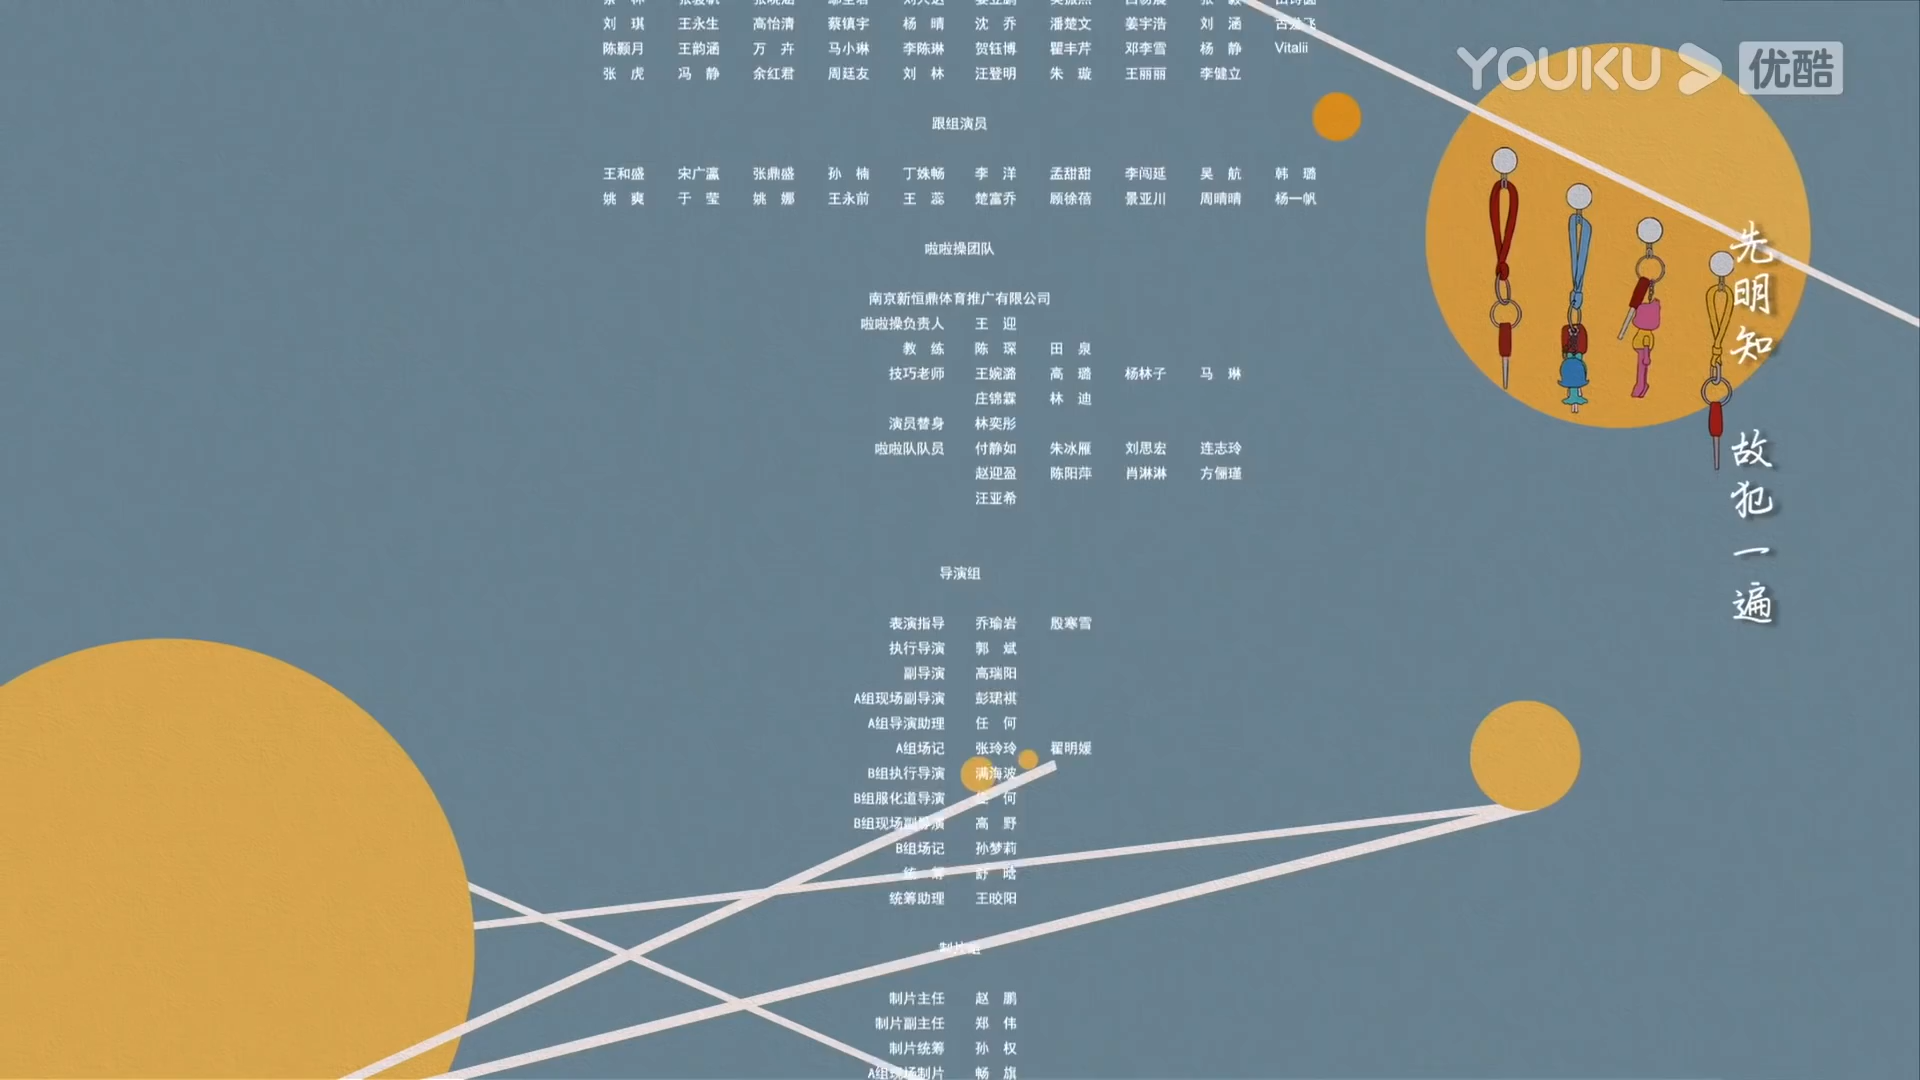 刘 琪 王永生 高怡清 蔡镇宇 杨 晴 沈 乔 潘楚文 姜宇浩 刘 涵
陈颢月 王韵涵 万 卉 马小琳 李陈琳 贺钰博 瞿丰芹 邓李雪 杨 静 Vitalii
张 虎 冯 静 余红君 周廷友 刘 林 汪登明 朱 璇 王丽丽 李健立
YOUKU 优酷
跟组演员
王和盛 宋广瀛 张鼎盛 孙 楠 丁姝畅 李 洋 孟甜甜 李闯延 吴 航 韩 璐
姚 爽 于 莹 姚 娜 王永前 王 蕊 楚富乔 顾徐蓓 景亚川 周晴晴 杨一帆
啦啦操团队
南京新恒鼎体育推广有限公司
啦啦操负责人 王 迎
教 练 陈 琛 田 泉
技巧老师 王婉潞 高 璐 杨林子 马 琳
庄锦霖 林 迪
演员替身 林奕彤
啦啦队队员 付静如 朱冰雁 刘思宏 连志玲
赵迎盈 陈阳萍 肖淋淋 方俪瑾
汪亚希
先明知 故犯一遍
导演组
表演指导 乔瑜岩 殷寒雪
执行导演 郭 斌
副导演 高瑞阳
A组现场副导演 彭珺祺
A组导演助理 任 何
A组场记 张玲玲 翟明媛
B组执行导演 满海波
B组服化道导演 何
B组现场副导演 高 野
B组场记 孙梦莉
统 筹 舒 晗
统筹助理 王皎阳
制片组
制片主任 赵 鹏
制片副主任 郑 伟
制片统筹 孙 权
A组现场制片 畅 旗